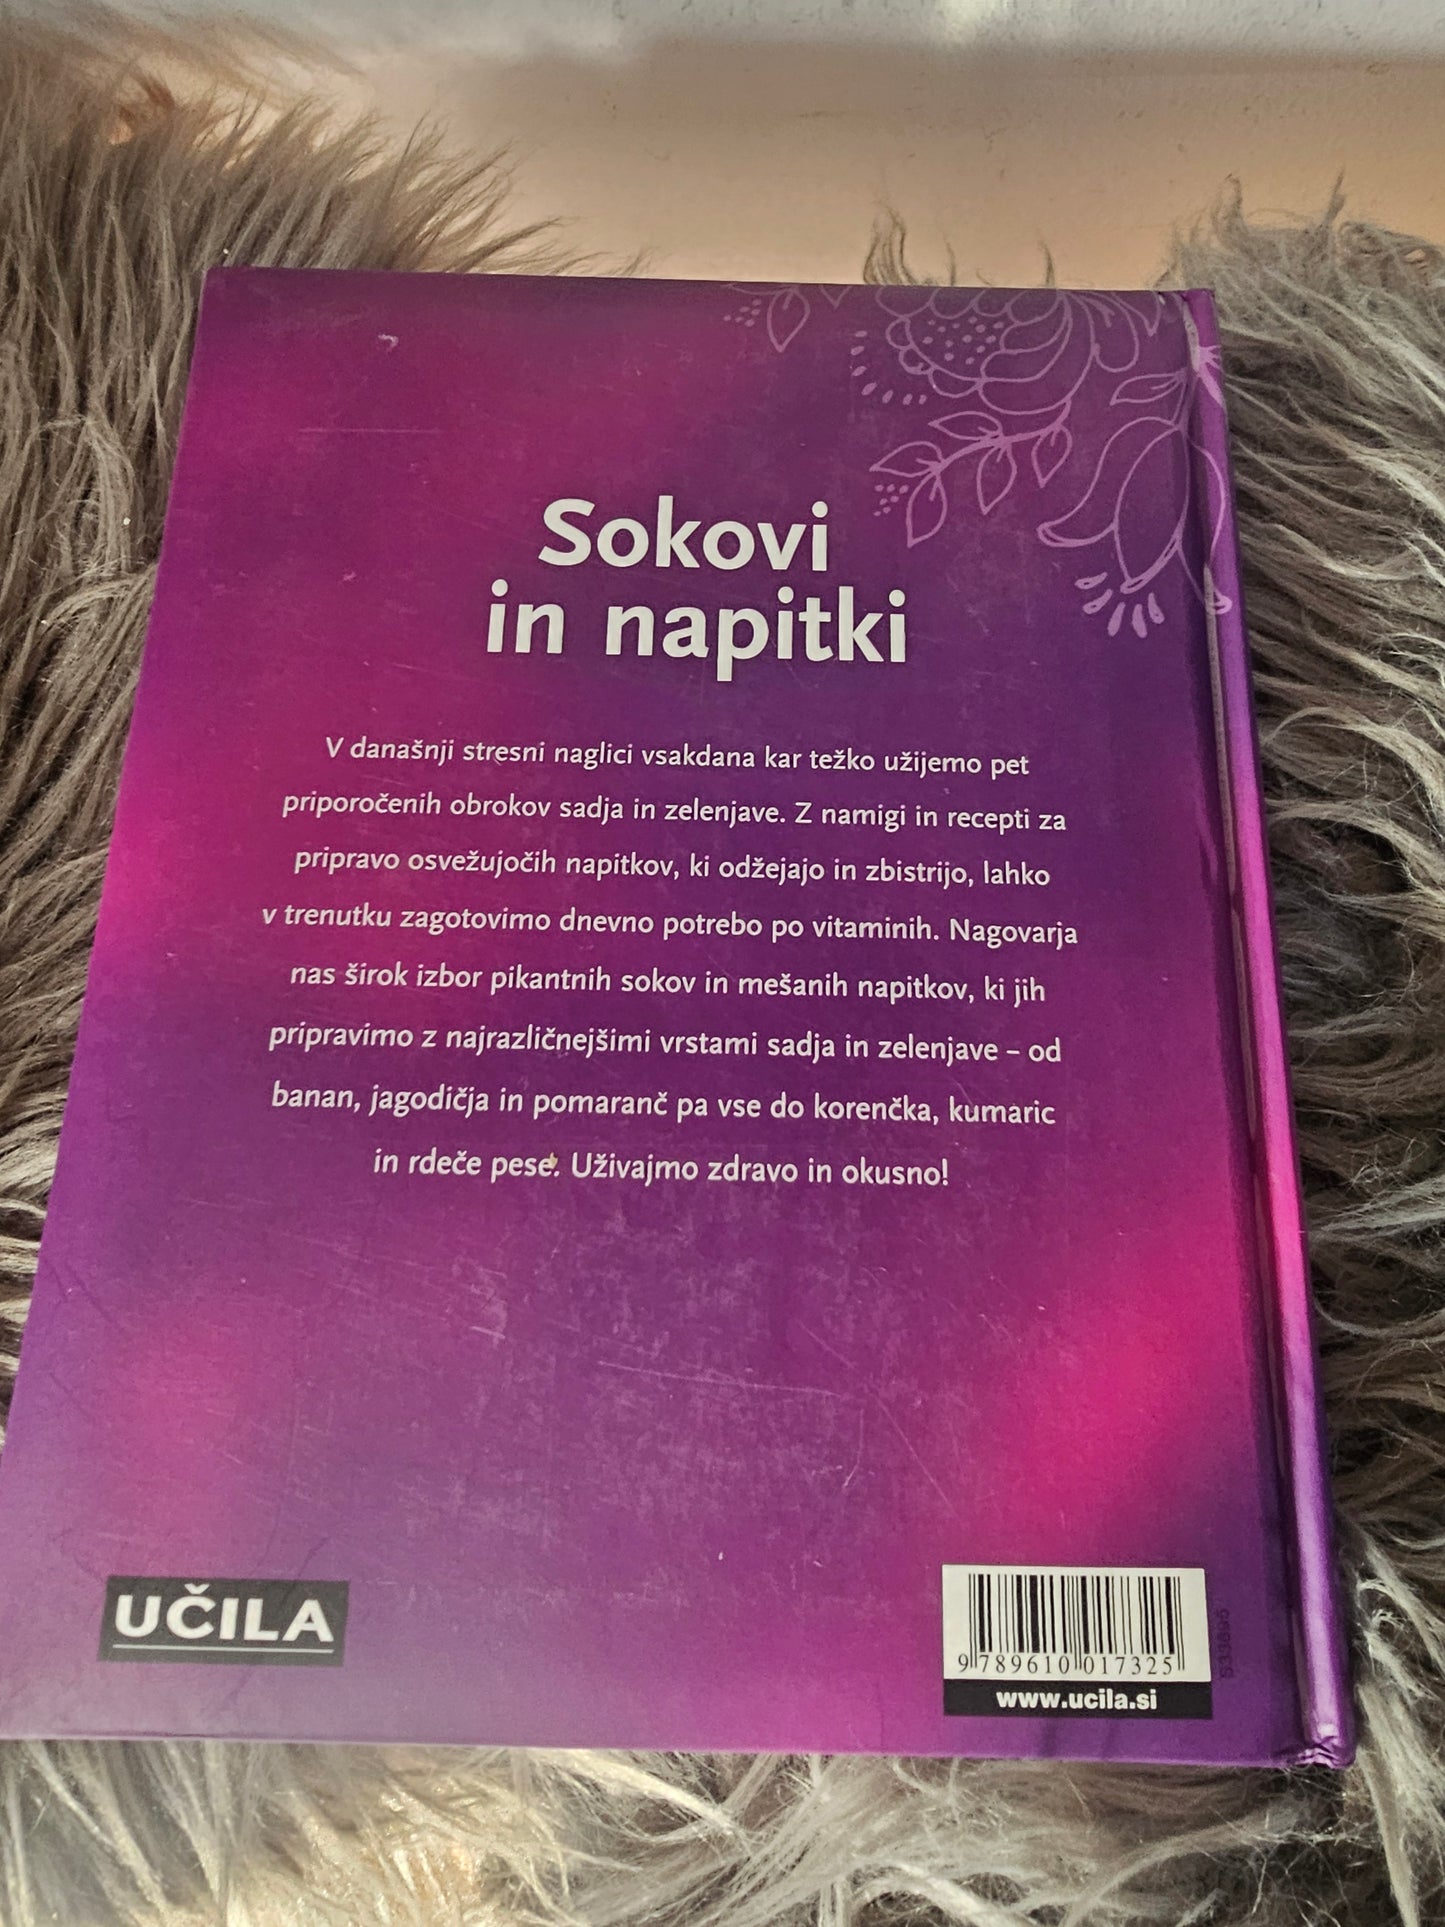 Sokovi
in napitki
V današnji stresni naglici vsakdana kar težko užijemo pet
priporočenih obrokov sadja in zelenjave. Z namigi in recepti za
pripravo osvežujočih napitkov, ki odžejajo in zbistrijo, lahko
v trenutku zagotovimo dnevno potrebo po vitaminih. Nagovarja
nas širok izbor pikantnih sokov in mešanih napitkov, ki jih
pripravimo z najrazličnejšimi vrstami sadja in zelenjave – od
banan, jagodičja in pomaranč pa vse do korenčka, kumaric
in rdeče pese. Uživajmo zdravo in okusno!
UČILA
9 789610 017325
www.ucila.si